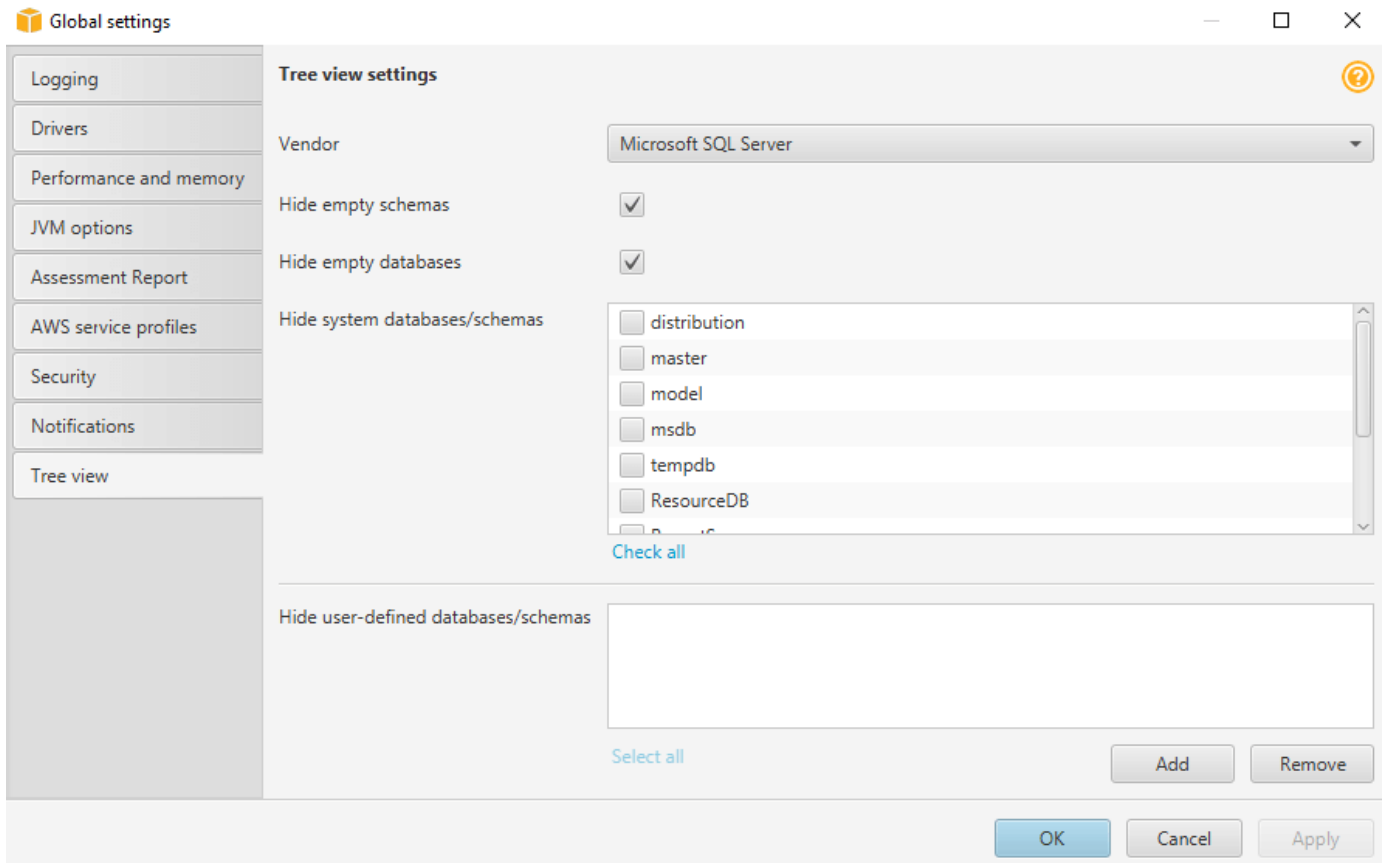 Global settings
Logging
Drivers
Performance and memory
JVM options
Assessment Report
AWS service profiles
Security
Notifications
Tree view
Tree view settings
?
Vendor
Microsoft SQL Server
Hide empty schemas
Hide empty databases
Hide system databases/schemas
distribution
master
model
msdb
tempdb
ResourceDB
Check all
Hide user-defined databases/schemas
Select all
Add
Remove
OK
Cancel
Apply